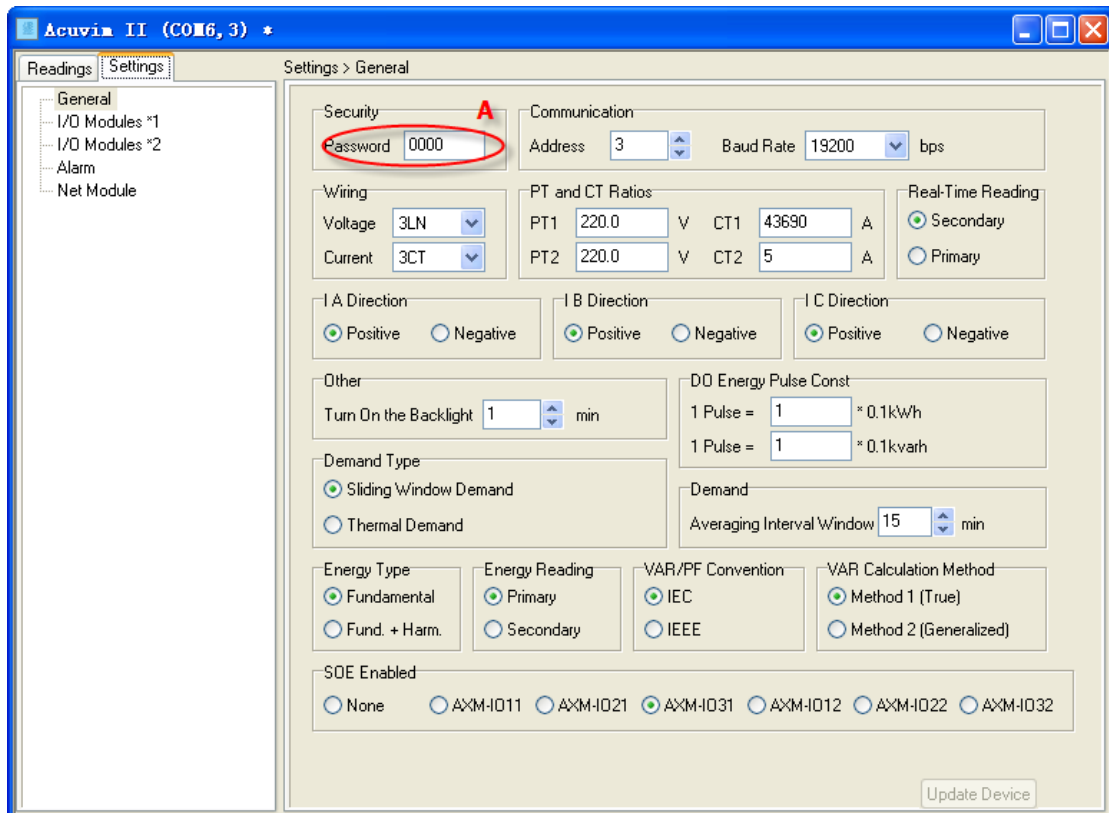 Acuvim II (COM6,3) *
Readings Settings
Settings > General
General
I/O Modules *1
I/O Modules *2
Alarm
Net Module
Security A
Password 0000
Communication
Address 3 Baud Rate 19200 bps
Wiring
Voltage 3LN
Current 3CT
PT and CT Ratios
PT1 220.0 V CT1 43690 A
PT2 220.0 V CT2 5 A
Real-Time Reading
Secondary
Primary
I A Direction
Positive Negative
I B Direction
Positive Negative
I C Direction
Positive Negative
Other
Turn On the Backlight 1 min
DO Energy Pulse Const
1 Pulse = 1 * 0.1kWh
1 Pulse = 1 * 0.1kvarh
Demand Type
Sliding Window Demand
Thermal Demand
Demand
Averaging Interval Window 15 min
Energy Type
Fundamental
Fund. + Harm.
Energy Reading
Primary
Secondary
VAR/PF Convention
IEC
IEEE
VAR Calculation Method
Method 1 (True)
Method 2 (Generalized)
SOE Enabled
None AXM-IO11 AXM-IO21 AXM-IO31 AXM-IO12 AXM-IO22 AXM-IO32
Update Device